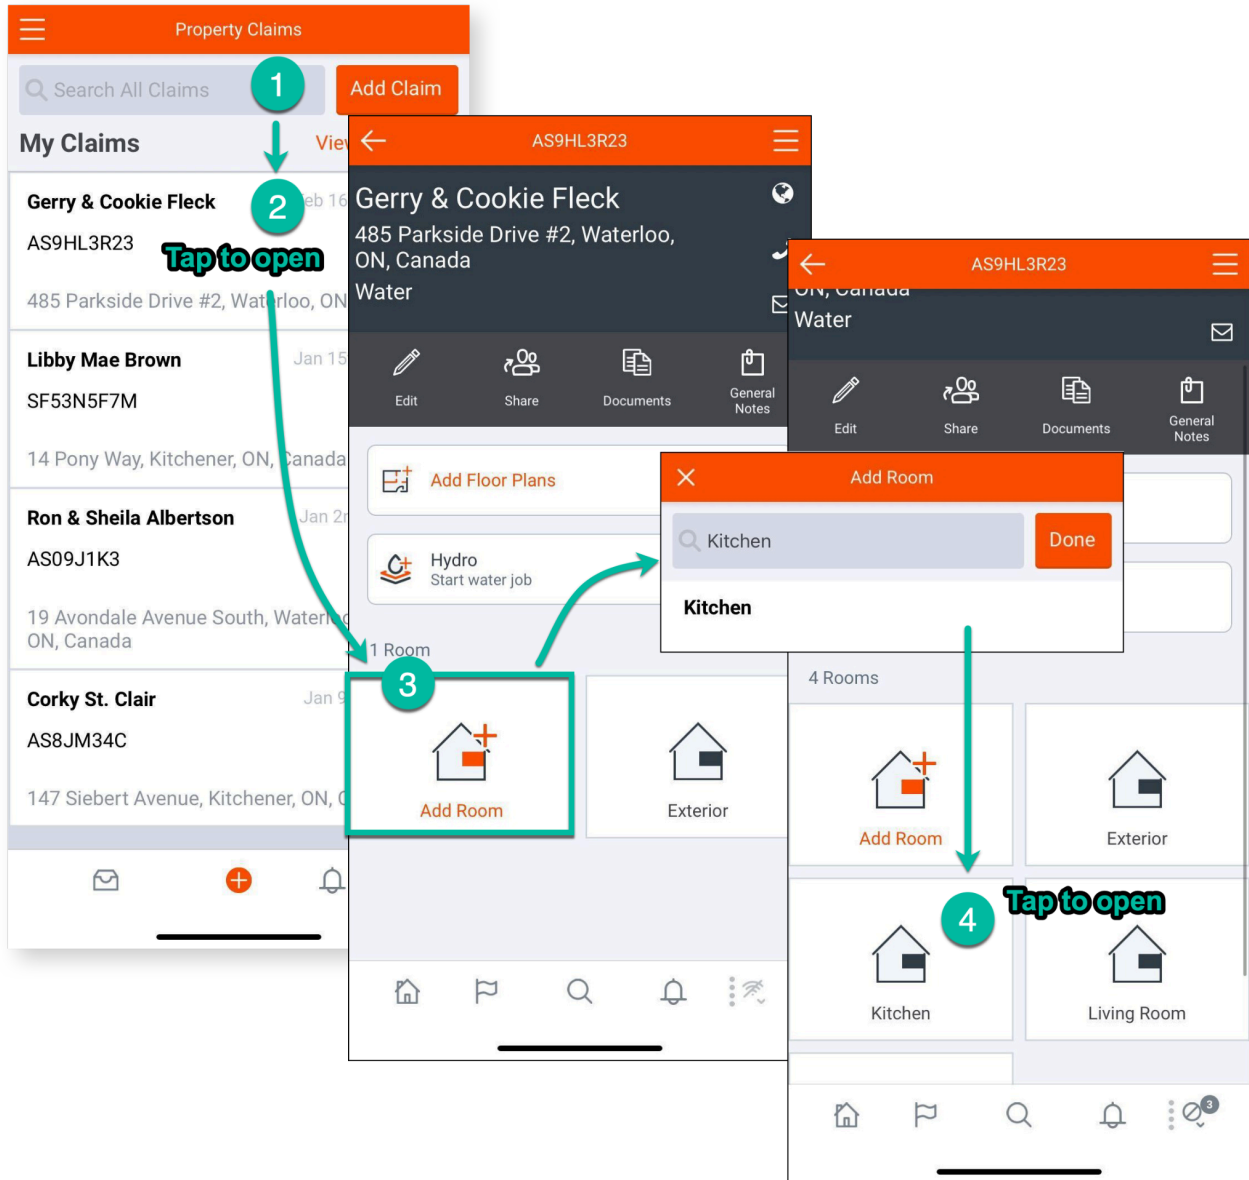 Property Claims
Search All Claims
1
Add Claim
My Claims
Gerry & Cookie Fleck
2
AS9HL3R23
Tap to open
485 Parkside Drive #2, Waterloo, ON
Libby Mae Brown
Jan 15
SF53N5F7M
14 Pony Way, Kitchener, ON, Canada
Ron & Sheila Albertson
AS09J1K3
19 Avondale Avenue South, Waterloo
ON, Canada
Corky St. Clair
Jan 9
AS8JM34C
147 Siebert Avenue, Kitchener, ON,
AS9HL3R23
Gerry & Cookie Fleck
485 Parkside Drive #2, Waterloo,
ON, Canada
Water
Edit
Share
Documents
General
Notes
Add Floor Plans
Hydro
Start water job
1 Room
3
Add Room
Exterior
Add Room
Kitchen
Done
Kitchen
AS9HL3R23
ON, Canada
Water
Edit
Share
Documents
General
Notes
4 Rooms
Add Room
Exterior
4
Tap to open
Kitchen
Living Room
3